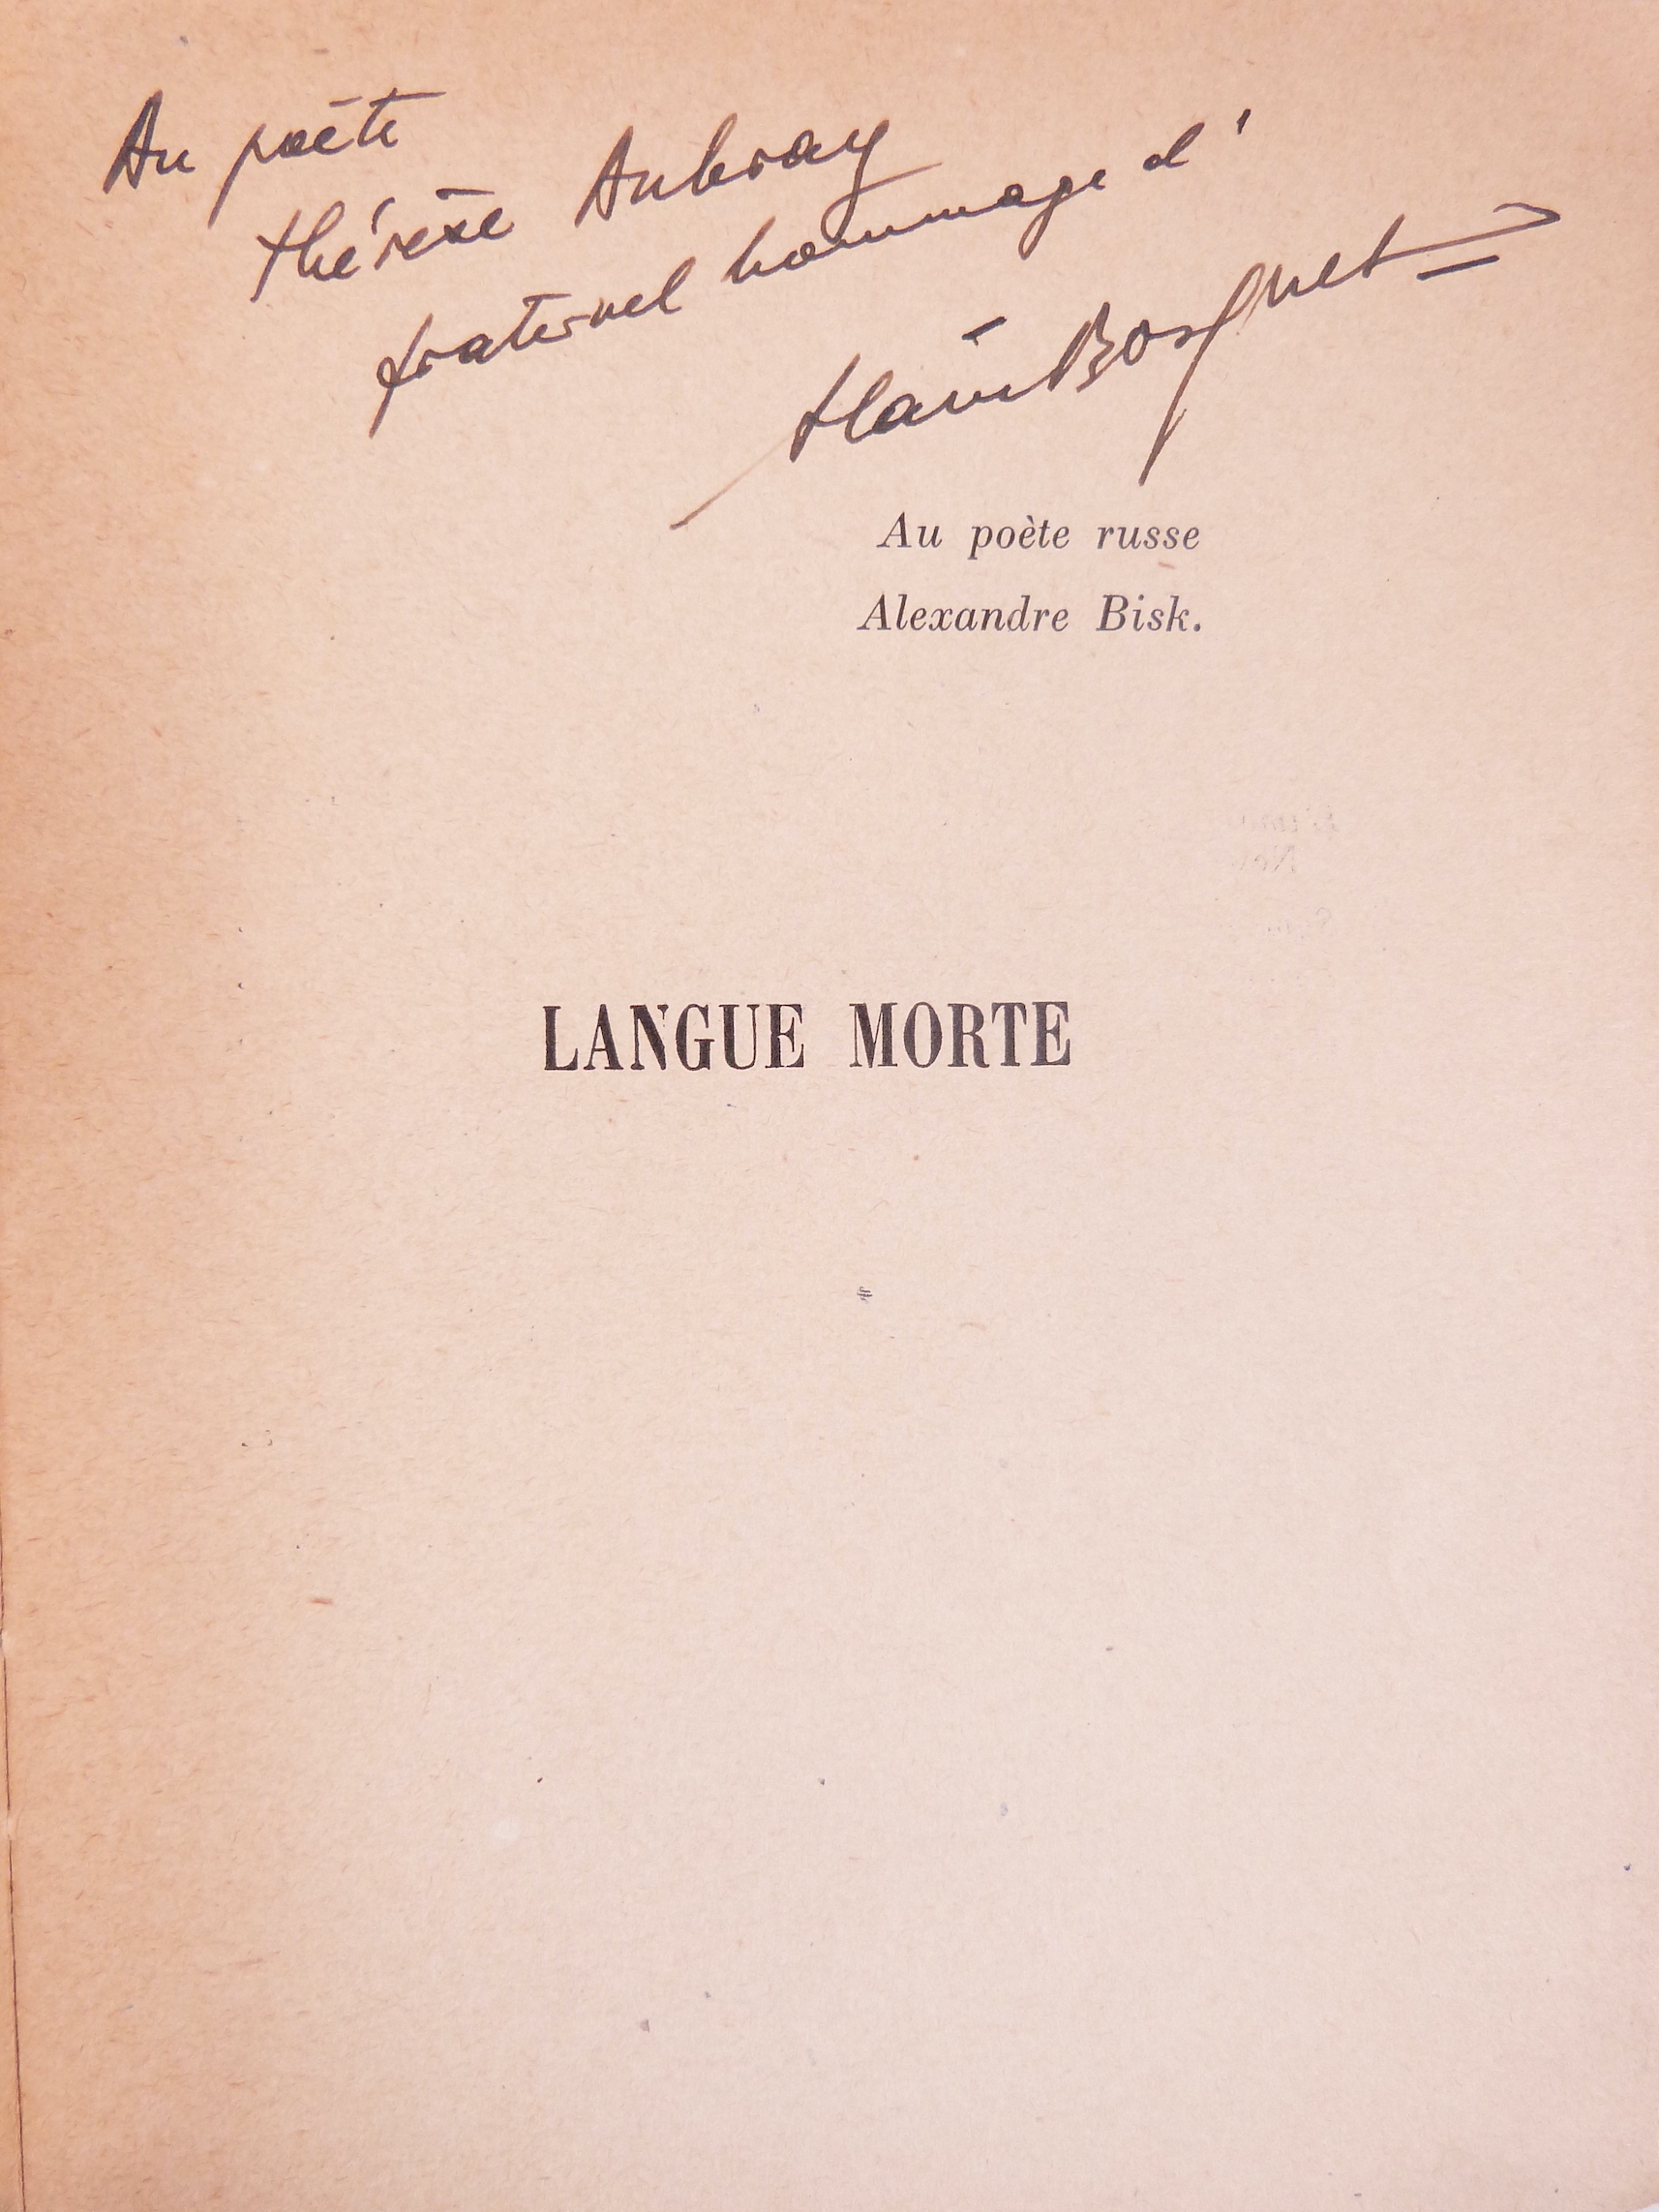 Au poète
Thérèse Aubray
fraternel hommage d'
Alain Bosquet
Au poète russe
Alexandre Bisk.
LANGUE MORTE